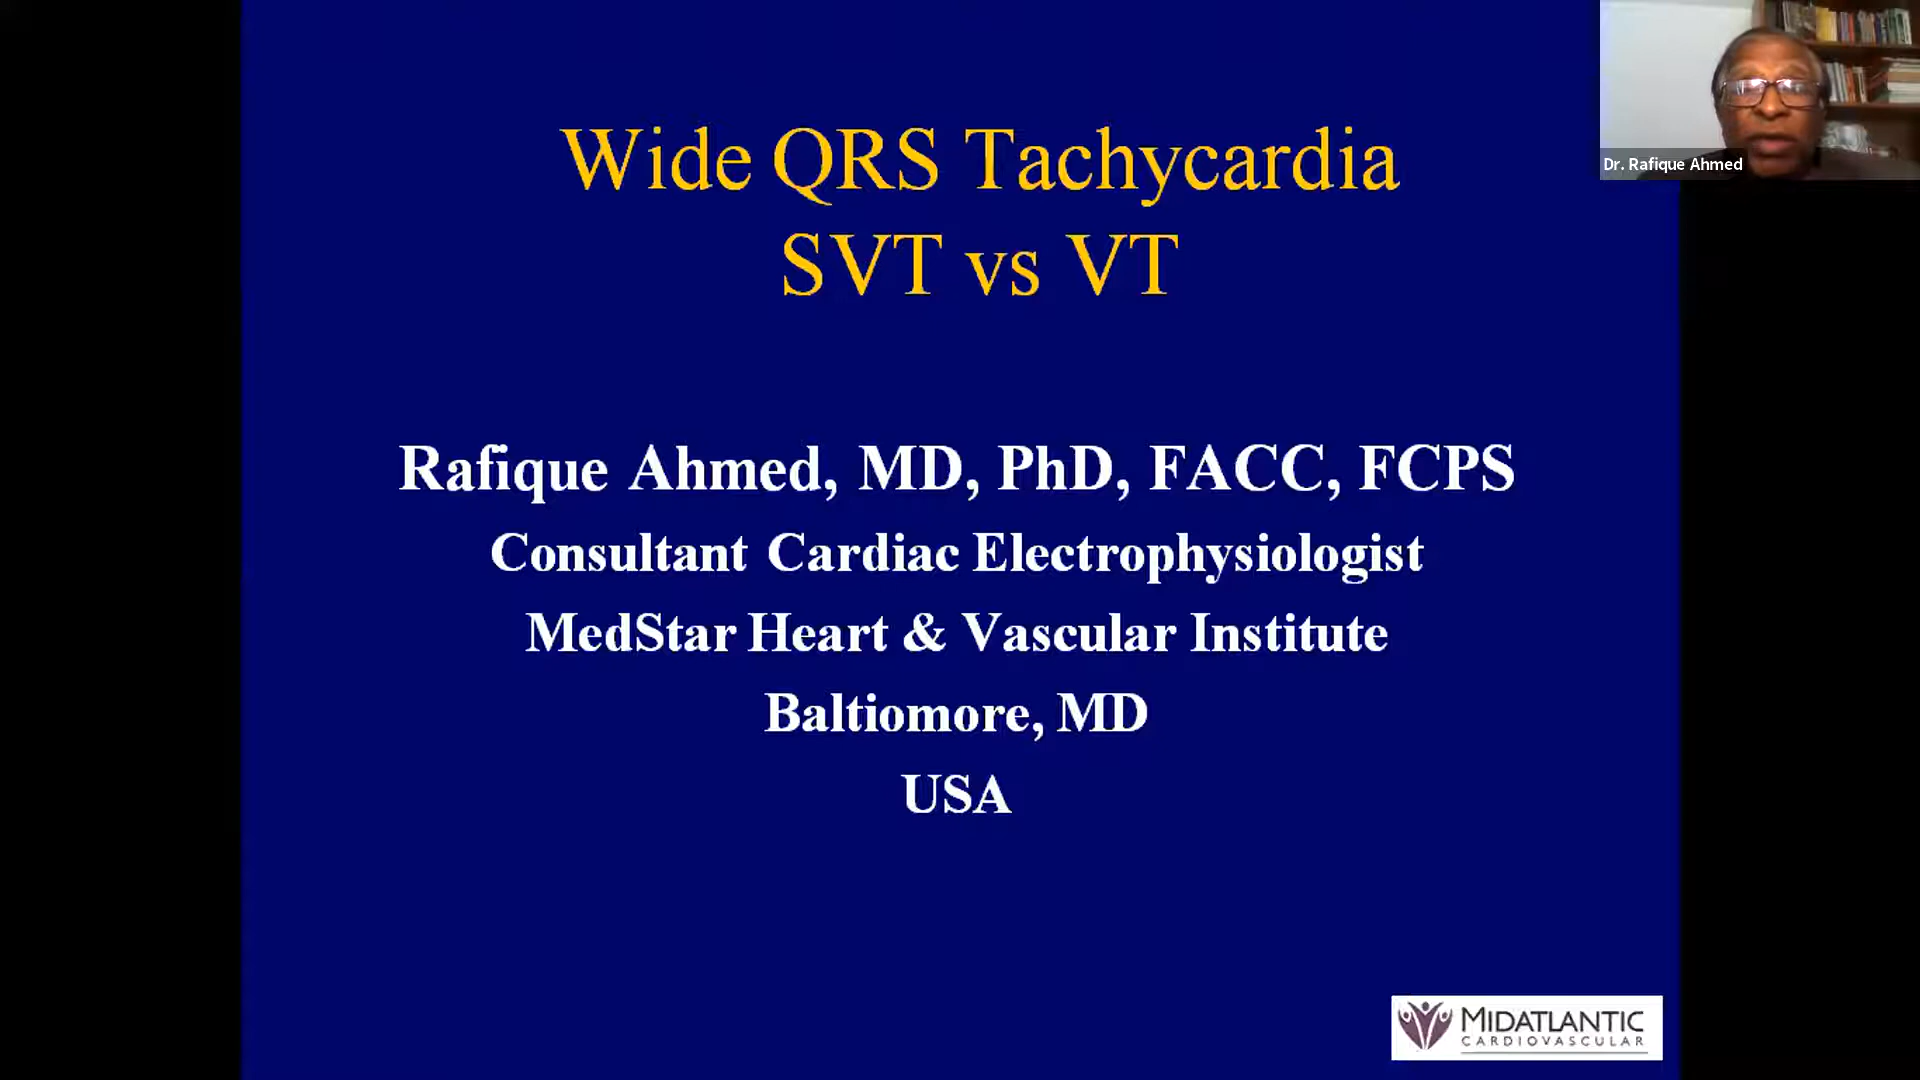 Wide QRS Tachycardia
SVT vs VT
Rafique Ahmed, MD, PhD, FACC, FCPS
Consultant Cardiac Electrophysiologist
MedStar Heart & Vascular Institute
Baltiomore, MD
USA
Dr. Rafique Ahmed
MIDATLANTIC
CARDIOVASCULAR